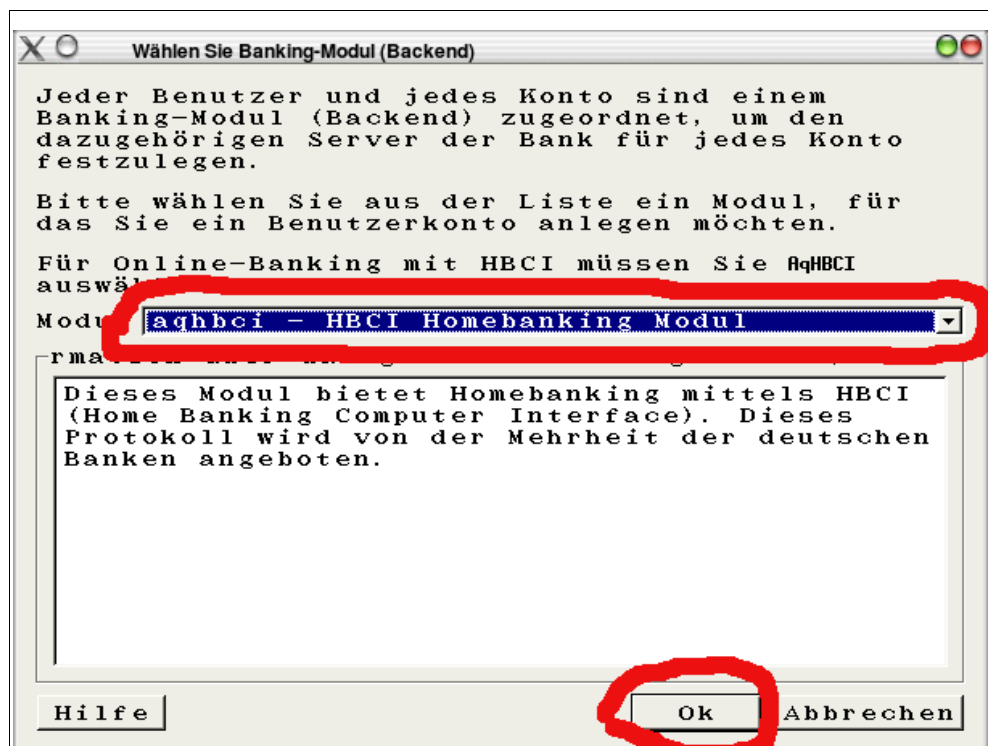 Wählen Sie Banking-Modul (Backend)
Jeder Benutzer und jedes Konto sind einem
Banking-Modul (Backend) zugeordnet, um den
dazugehörigen Server der Bank für jedes Konto
festzulegen.
Bitte wählen Sie aus der Liste ein Modul, für
das Sie ein Benutzerkonto anlegen möchten.
Für Online-Banking mit HBCI müssen Sie AqHBCI
Modu aqhbci - HBCI Homebanking Modul
Dieses Modul bietet Homebanking mittels HBCI
(Home Banking Computer Interface). Dieses
Protokoll wird von der Mehrheit der deutschen
Banken angeboten.
Hilfe Ok Abbrechen